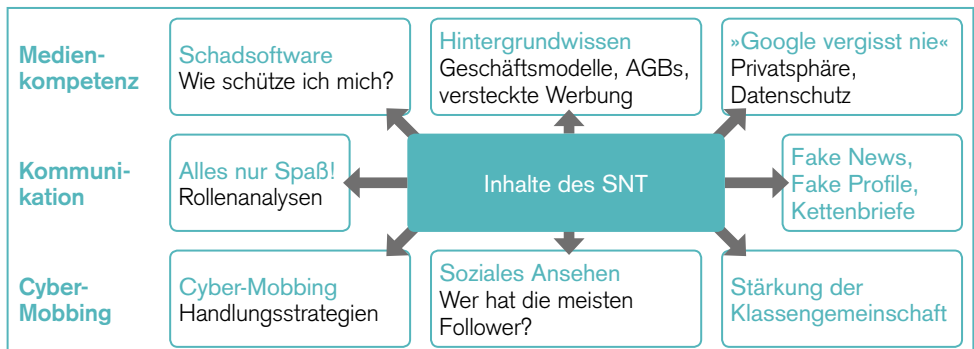 Medien-
kompetenz
Schadsoftware
Wie schütze ich mich?
Hintergrundwissen
Geschäftsmodelle, AGBs,
versteckte Werbung
»Google vergisst nie«
Privatsphäre,
Datenschutz
Kommuni-
kation
Alles nur Spaß!
Rollenanalysen
Inhalte des SNT
Fake News,
Fake Profile,
Kettenbriefe
Cyber-
Mobbing
Cyber-Mobbing
Handlungsstrategien
Soziales Ansehen
Wer hat die meisten
Follower?
Stärkung der
Klassengemeinschaft